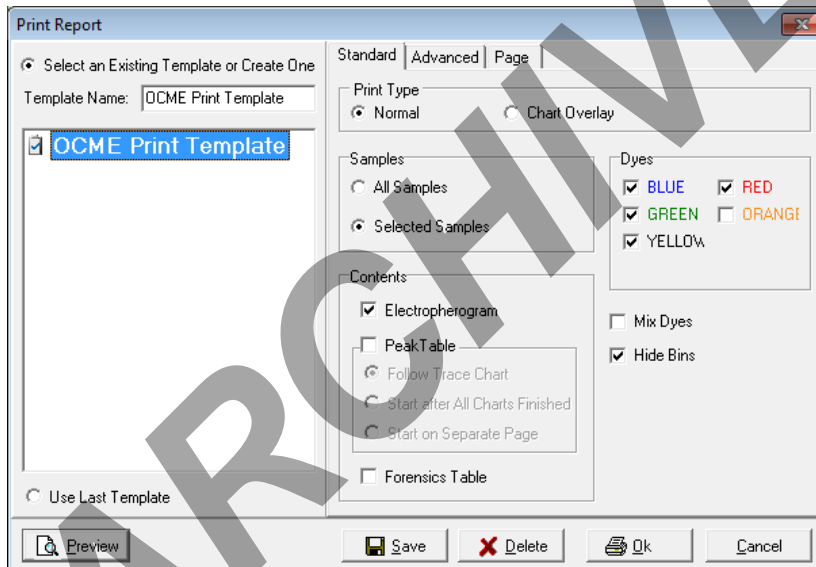 Print Report
Select an Existing Template or Create One
Template Name: OCME Print Template
OCME Print Template
Use Last Template
Preview
Standard Advanced Page
Print Type
Normal Chart Overlay
Samples
All Samples
Selected Samples
Dyes
BLUE RED
GREEN ORANGE
YELLOW
Contents
Electropherogram
PeakTable
Follow Trace Chart
Start after All Charts Finished
Start on Separate Page
Forensics Table
Mix Dyes
Hide Bins
Save Delete Ok Cancel
ARCHIVE